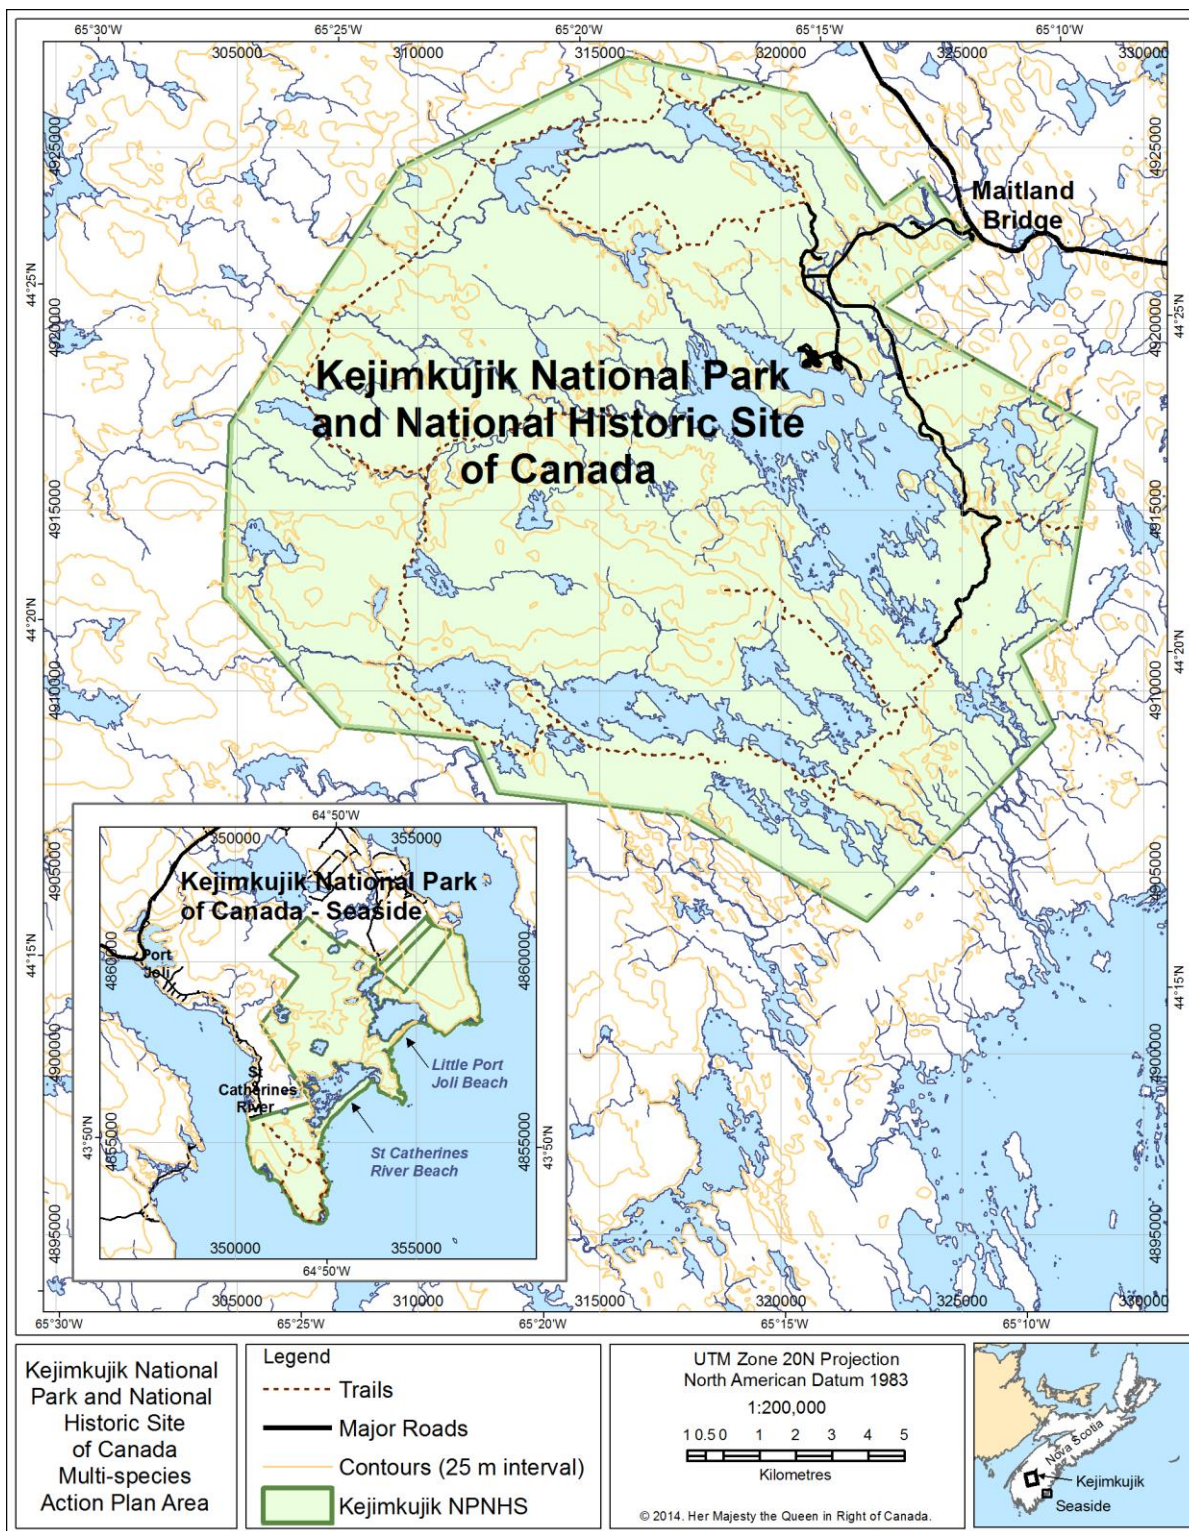 65°30'W 65°25'W 65°20'W 65°15'W 65°10'W
305000 310000 315000 320000 325000 330000
4925000 4925000
Maitland
Bridge
44°25'N 44°25'N
4920000 4920000
Kejimkujik National Park
and National Historic Site
of Canada
4915000 4915000
44°20'N 44°20'N
4910000 4910000
4905000 4905000
44°15'N 44°15'N
4900000 4900000
4895000 4895000
64°50'W
350000 355000
Kejimkujik National Park
of Canada - Seaside
4860000 4860000
Port
Joli
Little Port
Joli Beach
St
Catherines
River
St Catherines
River Beach
4855000 4855000
43°50'N 43°50'N
350000 355000
64°50'W
305000 310000 315000 320000 325000 330000
65°30'W 65°25'W 65°20'W 65°15'W 65°10'W
Kejimkujik National
Park and National
Historic Site
of Canada
Multi-species
Action Plan Area
Legend
Trails
Major Roads
Contours (25 m interval)
Kejimkujik NPNHS
UTM Zone 20N Projection
North American Datum 1983
1:200,000
1 0.5 0 1 2 3 4 5
Kilometres
© 2014. Her Majesty the Queen in Right of Canada.
Nova Scotia
Kejimkujik
Seaside